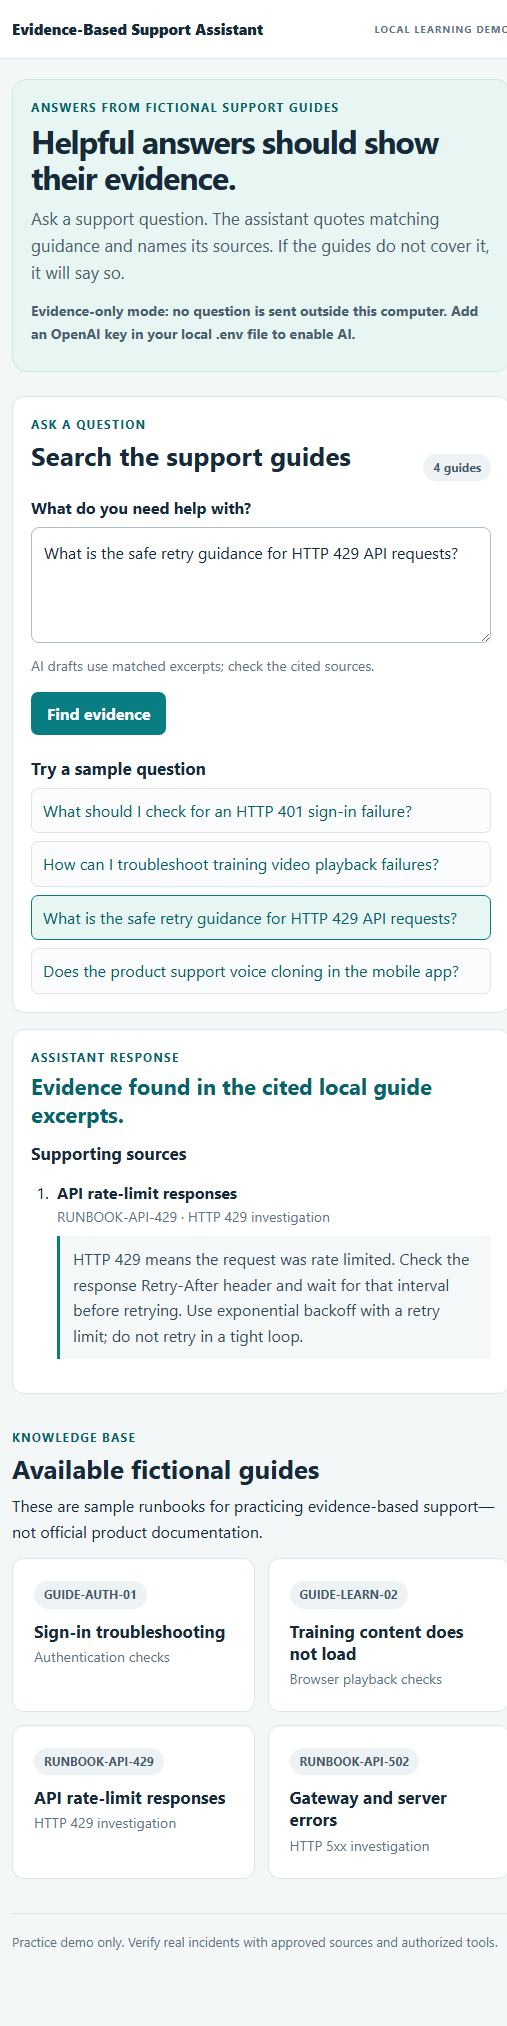 Evidence-Based Support Assistant
LOCAL LEARNING DEMO
ANSWERS FROM FICTIONAL SUPPORT GUIDES
Helpful answers should show
their evidence.
Ask a support question. The assistant quotes matching
guidance and names its sources. If the guides do not cover it,
it will say so.
Evidence-only mode: no question is sent outside this computer. Add
an OpenAI key in your local .env file to enable AI.
ASK A QUESTION
Search the support guides
4 guides
What do you need help with?
What is the safe retry guidance for HTTP 429 API requests?
AI drafts use matched excerpts; check the cited sources.
Find evidence
Try a sample question
What should I check for an HTTP 401 sign-in failure?
How can I troubleshoot training video playback failures?
What is the safe retry guidance for HTTP 429 API requests?
Does the product support voice cloning in the mobile app?
ASSISTANT RESPONSE
Evidence found in the cited local guide
excerpts.
Supporting sources
1. API rate-limit responses
RUNBOOK-API-429 · HTTP 429 investigation
HTTP 429 means the request was rate limited. Check the
response Retry-After header and wait for that interval
before retrying. Use exponential backoff with a retry
limit; do not retry in a tight loop.
KNOWLEDGE BASE
Available fictional guides
These are sample runbooks for practicing evidence-based support—
not official product documentation.
GUIDE-AUTH-01
Sign-in troubleshooting
Authentication checks
GUIDE-LEARN-02
Training content does
not load
Browser playback checks
RUNBOOK-API-429
API rate-limit responses
HTTP 429 investigation
RUNBOOK-API-502
Gateway and server
errors
HTTP 5xx investigation
Practice demo only. Verify real incidents with approved sources and authorized tools.